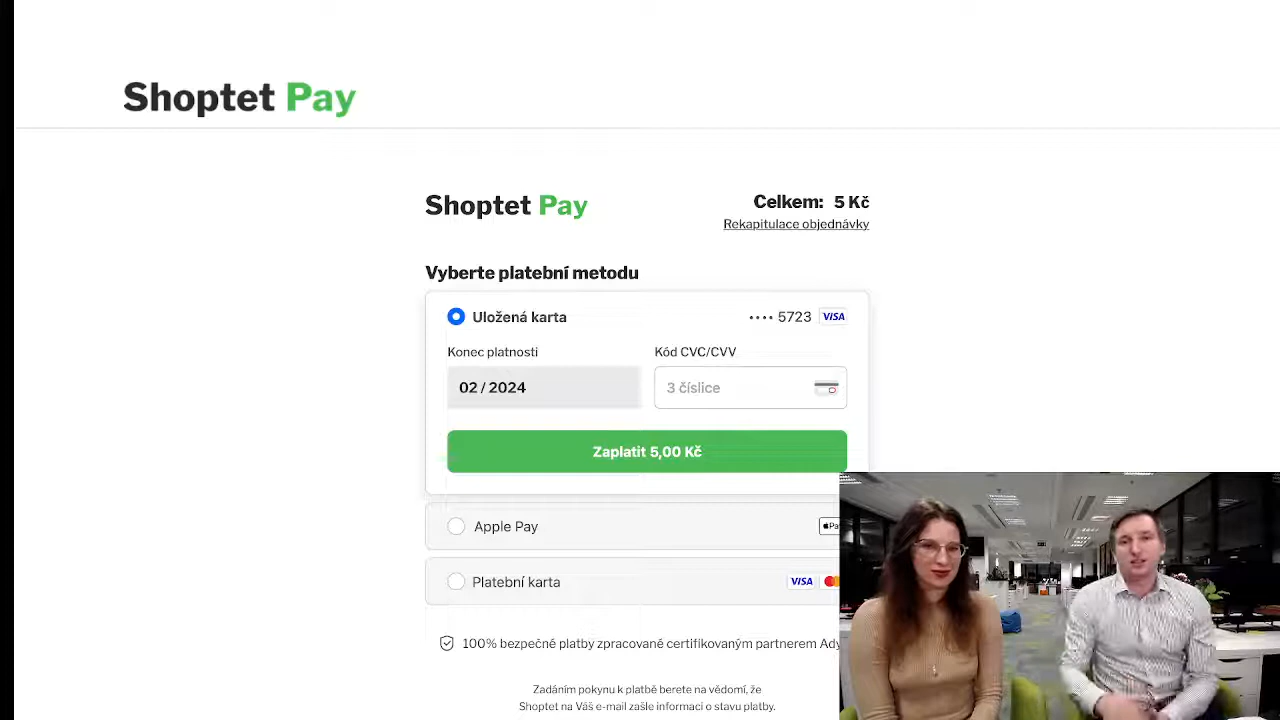 Shoptet Pay
Shoptet Pay
Celkem: 5 Kč
Rekapitulace objednávky
Vyberte platební metodu
Uložená karta
•••• 5723 VISA
Konec platnosti
Kód CVC/CVV
02 / 2024
3 číslice
Zaplatit 5,00 Kč
Apple Pay
Pa
Platební karta
VISA
100% bezpečné platby zpracované certifikovaným partnerem Ady
Zadáním pokynu k platbě berete na vědomí, že
Shoptet na Váš e-mail zašle informaci o stavu platby.